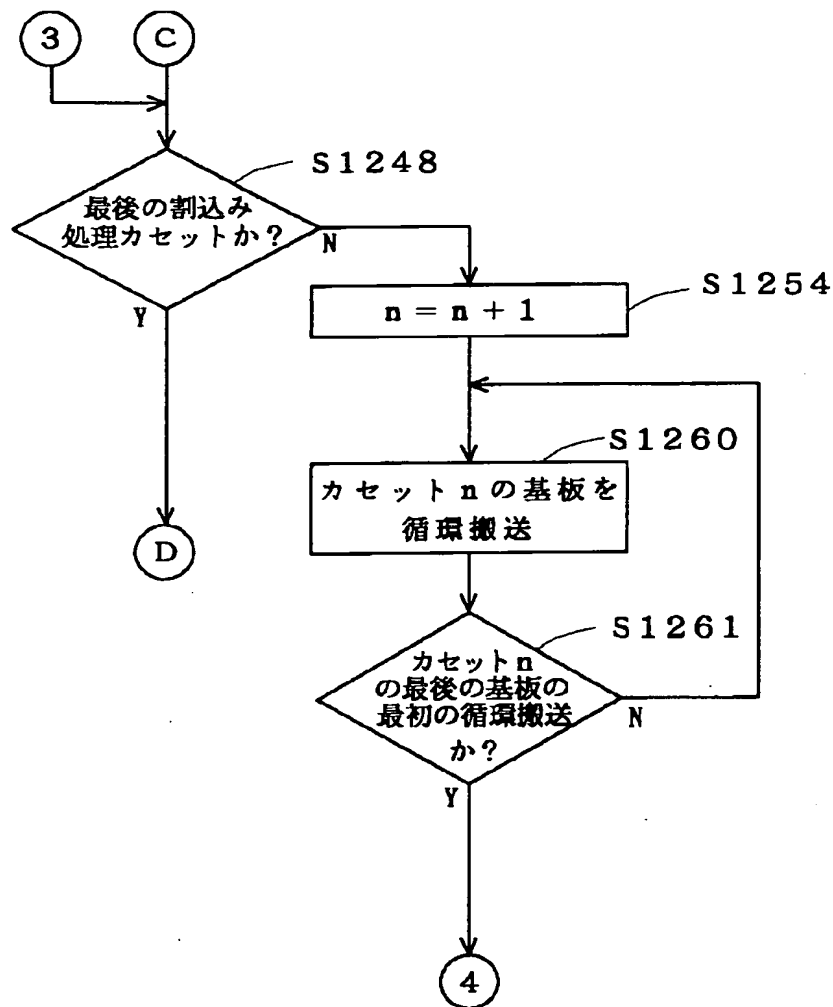 3
C
S1248
最後の割込み
処理カセットか?
N
Y
S1254
n = n + 1
S1260
カセットnの基板を
循環搬送
D
S1261
カセットn
の最後の基板の
最初の循環搬送
か?
N
Y
4